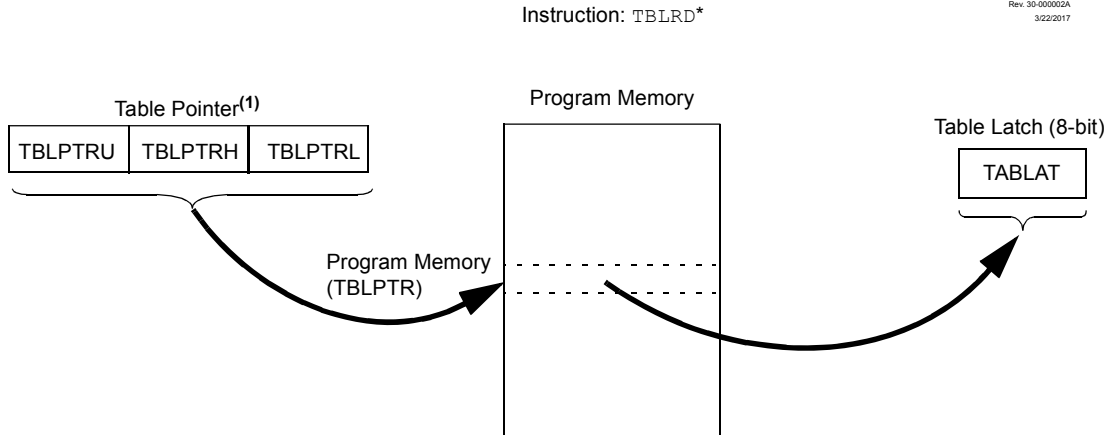 Instruction: TBLRD*
Rev. 30-000002A
3/22/2017
Table Pointer(1)
Program Memory
Table Latch (8-bit)
TBLPTRU TBLPTRH TBLPTRL
TABLAT
Program Memory
(TBLPTR)